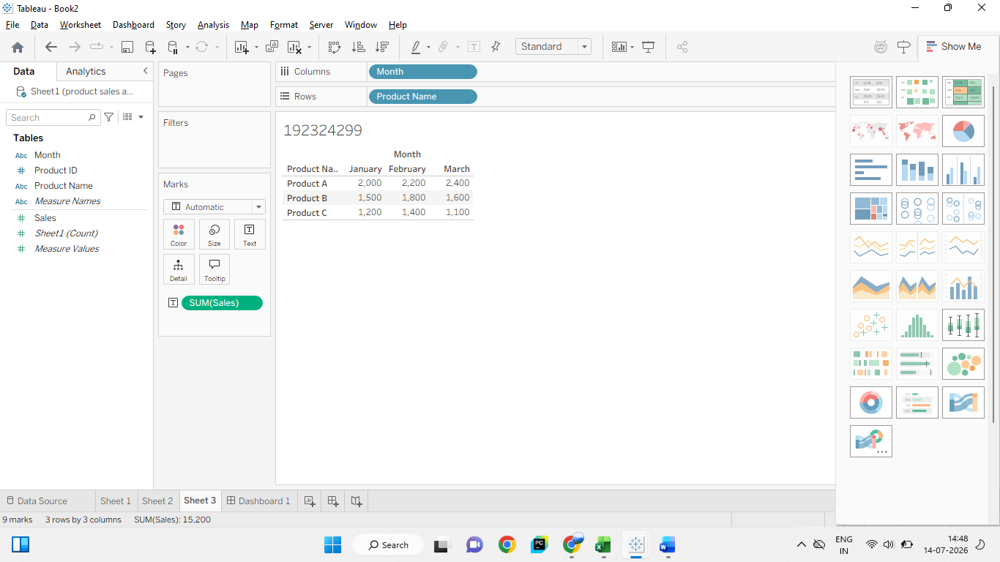 Tableau - Book2
File Data Worksheet Dashboard Story Analysis Map Format Server Window Help
Standard
Show Me
Data Analytics
Sheet1 (product sales a...
Search
Tables
Abc Month
# Product ID
Abc Product Name
Abc Measure Names
# Sales
# Sheet1 (Count)
# Measure Values
Pages
Filters
Marks
T Automatic
Color Size Text
Detail Tooltip
T SUM(Sales)
Columns Month
Rows Product Name
192324299
Month
Product Na.. January February March
Product A 2,000 2,200 2,400
Product B 1,500 1,800 1,600
Product C 1,200 1,400 1,100
Data Source Sheet 1 Sheet 2 Sheet 3 Dashboard 1
9 marks 3 rows by 3 columns SUM(Sales): 15,200
Search
ENG
IN
14:48
14-07-2026